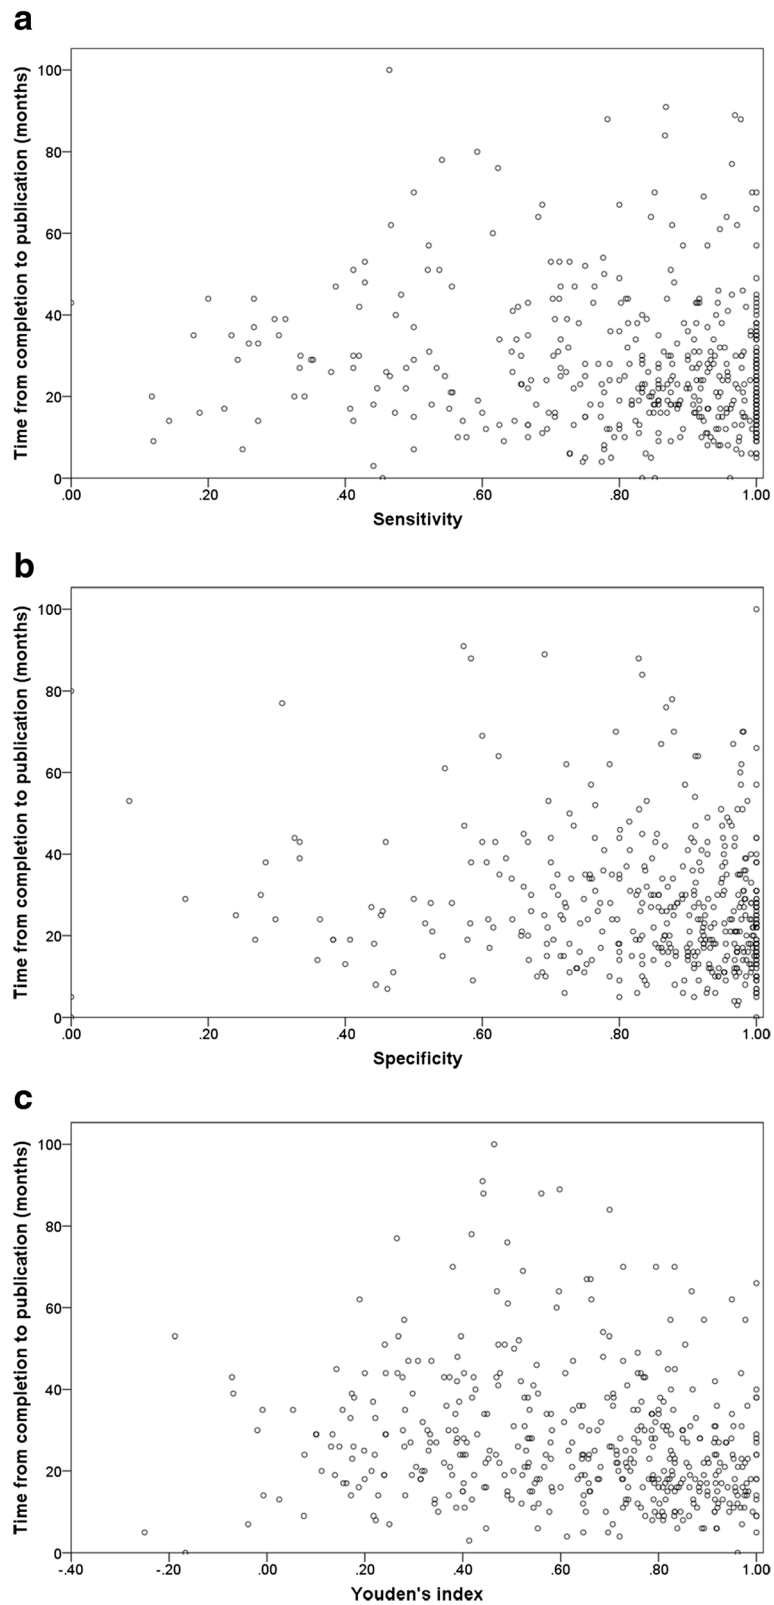 a
Time from completion to publication (months)
100
80
60
40
20
0
.00 .20 .40 .60 .80 1.00
Sensitivity
b
Time from completion to publication (months)
100
80
60
40
20
0
.00 .20 .40 .60 .80 1.00
Specificity
c
Time from completion to publication (months)
100
80
60
40
20
0
-.40 -.20 .00 .20 .40 .60 .80 1.00
Youden's index